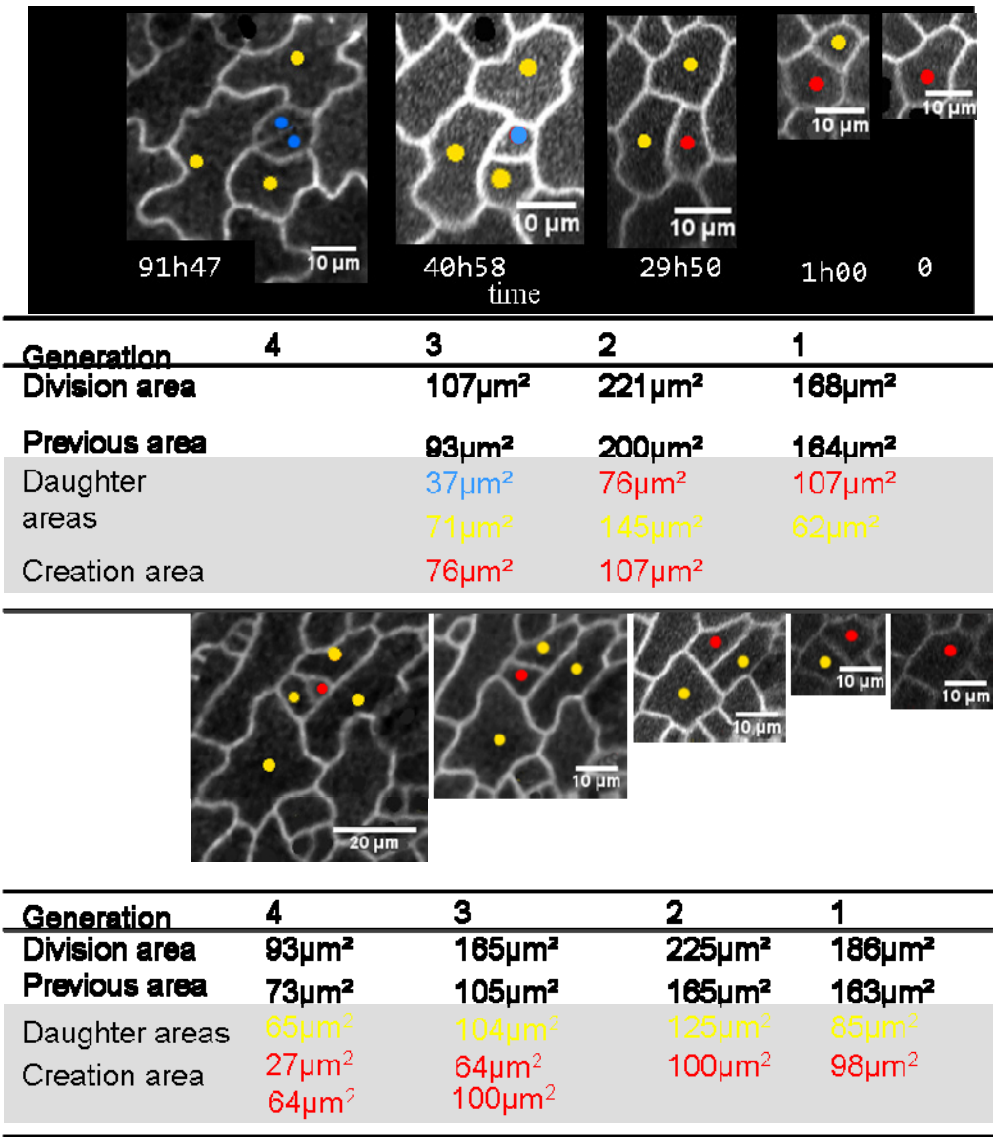 10 µm
10 µm
10 µm
10 µm
10 µm
91h47 40h58 29h50 1h00 0
time
Generation 4 3 2 1
Division area 107µm² 221µm² 168µm²
Previous area 93µm² 200µm² 164µm²
Daughter 37µm² 76µm² 107µm²
areas 71µm² 145µm² 62µm²
Creation area 76µm² 107µm²
20 µm
10 µm
10 µm
10 µm
10 µm
Generation 4 3 2 1
Division area 93µm² 165µm² 225µm² 186µm²
Previous area 73µm² 105µm² 165µm² 163µm²
Daughter areas 65µm² 104µm² 125µm² 85µm²
Creation area 27µm² 64µm² 100µm² 98µm²
64µm² 100µm²